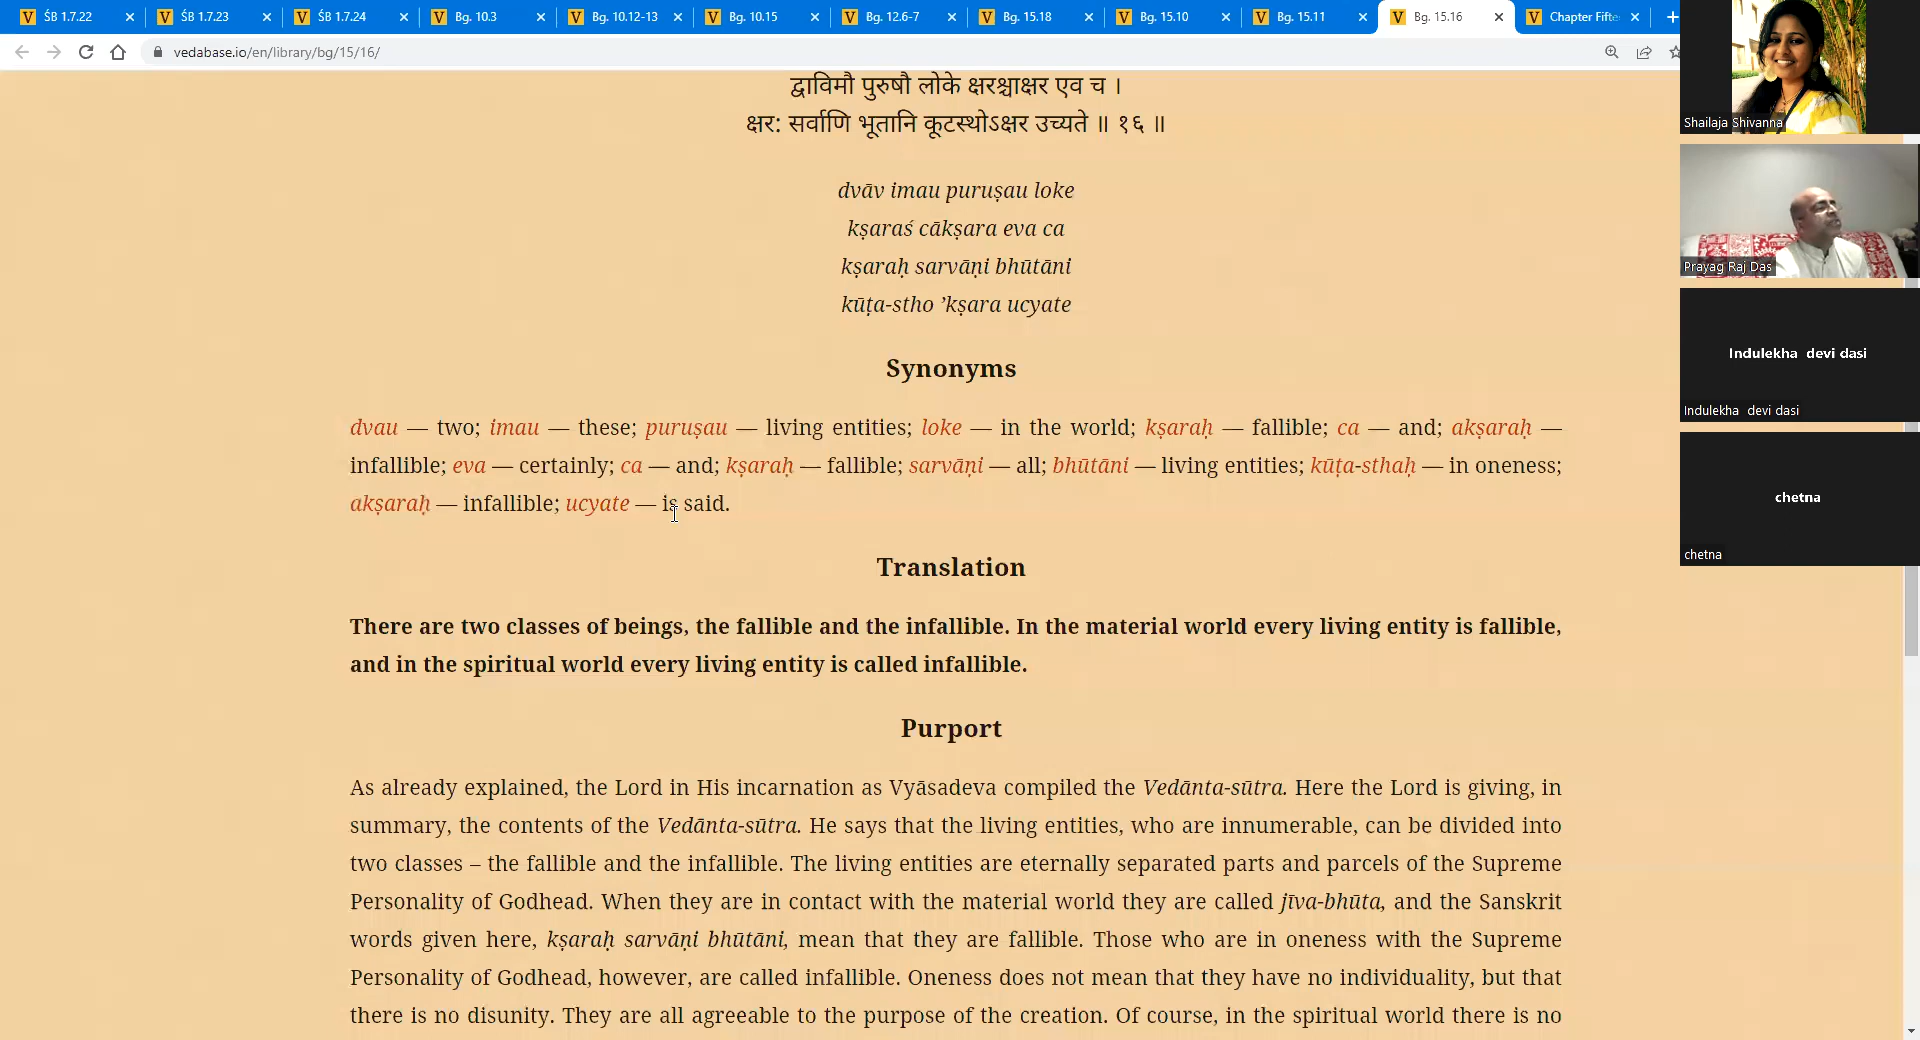 ŚB 1.7.22
ŚB 1.7.23
ŚB 1.7.24
Bg. 10.3
Bg. 10.12-13
Bg. 10.15
Bg. 12.6-7
Bg. 15.18
Bg. 15.10
Bg. 15.11
Bg. 15.16
Chapter Fifte
vedabase.io/en/library/bg/15/16/
द्वाविमौ पुरुषौ लोके क्षरश्चाक्षर एव च ।
क्षर: सर्वाणि भूतानि कूटस्थोऽक्षर उच्यते ॥ १६ ॥
dvāv imau puruṣau loke
kṣaraś cākṣara eva ca
kṣaraḥ sarvāṇi bhūtāni
kūṭa-stho ’kṣara ucyate
Synonyms
dvau — two; imau — these; puruṣau — living entities; loke — in the world; kṣaraḥ — fallible; ca — and; akṣaraḥ —
infallible; eva — certainly; ca — and; kṣaraḥ — fallible; sarvāṇi — all; bhūtāni — living entities; kūṭa-sthaḥ — in oneness;
akṣaraḥ — infallible; ucyate — is said.
Translation
There are two classes of beings, the fallible and the infallible. In the material world every living entity is fallible,
and in the spiritual world every living entity is called infallible.
Purport
As already explained, the Lord in His incarnation as Vyāsadeva compiled the Vedānta-sūtra. Here the Lord is giving, in
summary, the contents of the Vedānta-sūtra. He says that the living entities, who are innumerable, can be divided into
two classes – the fallible and the infallible. The living entities are eternally separated parts and parcels of the Supreme
Personality of Godhead. When they are in contact with the material world they are called jīva-bhūta, and the Sanskrit
words given here, kṣaraḥ sarvāṇi bhūtāni, mean that they are fallible. Those who are in oneness with the Supreme
Personality of Godhead, however, are called infallible. Oneness does not mean that they have no individuality, but that
there is no disunity. They are all agreeable to the purpose of the creation. Of course, in the spiritual world there is no
Shailaja Shivanna
Prayag Raj Das
Indulekha devi dasi
Indulekha devi dasi
chetna
chetna